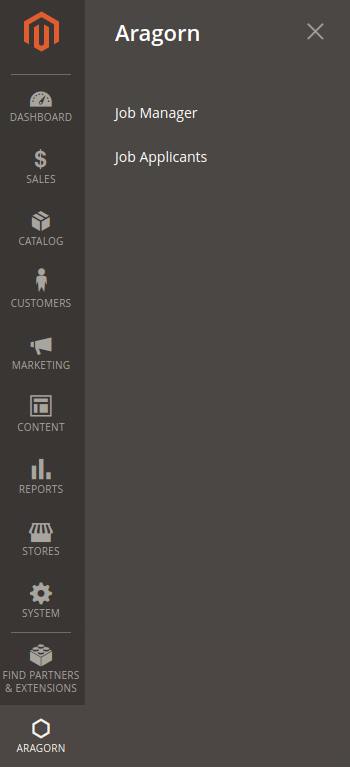 Aragorn
Job Manager
Job Applicants
DASHBOARD
$
SALES
CATALOG
CUSTOMERS
MARKETING
CONTENT
REPORTS
STORES
SYSTEM
FIND PARTNERS
& EXTENSIONS
ARAGORN